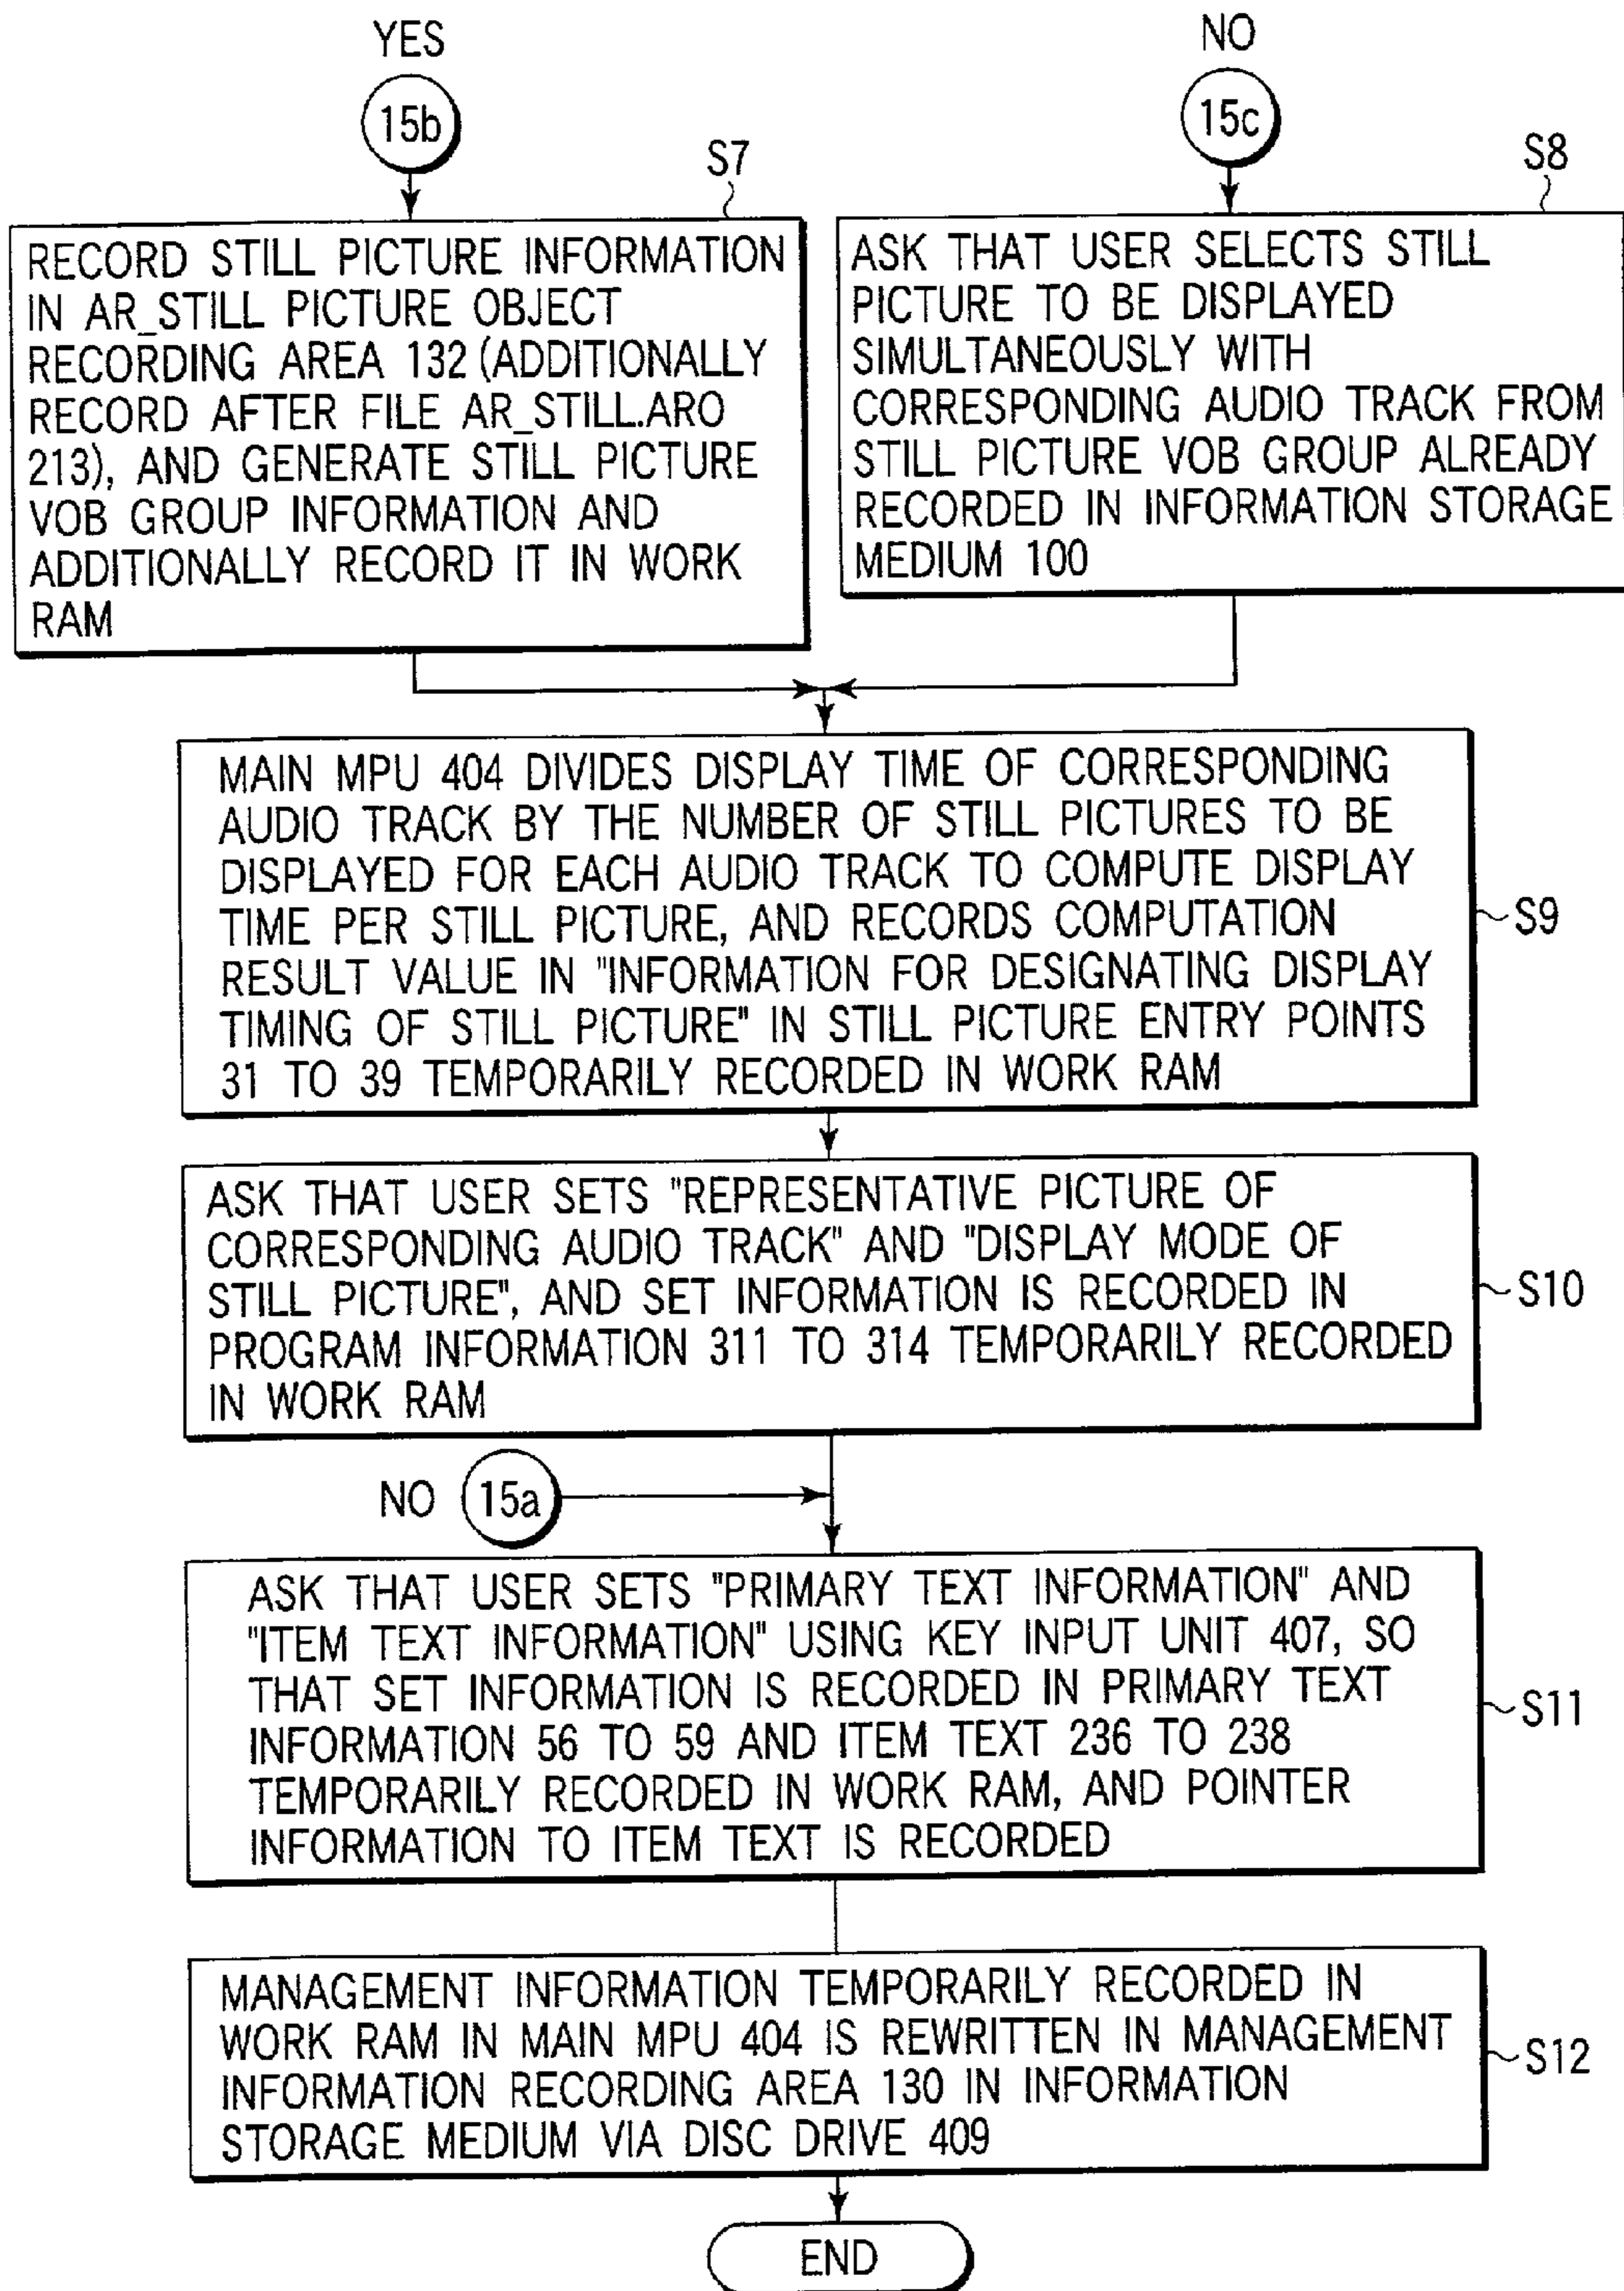 YES
15b
S7
RECORD STILL PICTURE INFORMATION
IN AR_STILL PICTURE OBJECT
RECORDING AREA 132 (ADDITIONALLY
RECORD AFTER FILE AR_STILL.ARO
213), AND GENERATE STILL PICTURE
VOB GROUP INFORMATION AND
ADDITIONALLY RECORD IT IN WORK
RAM
NO
15c
S8
ASK THAT USER SELECTS STILL
PICTURE TO BE DISPLAYED
SIMULTANEOUSLY WITH
CORRESPONDING AUDIO TRACK FROM
STILL PICTURE VOB GROUP ALREADY
RECORDED IN INFORMATION STORAGE
MEDIUM 100
MAIN MPU 404 DIVIDES DISPLAY TIME OF CORRESPONDING
AUDIO TRACK BY THE NUMBER OF STILL PICTURES TO BE
DISPLAYED FOR EACH AUDIO TRACK TO COMPUTE DISPLAY
TIME PER STILL PICTURE, AND RECORDS COMPUTATION
RESULT VALUE IN "INFORMATION FOR DESIGNATING DISPLAY
TIMING OF STILL PICTURE" IN STILL PICTURE ENTRY POINTS
31 TO 39 TEMPORARILY RECORDED IN WORK RAM
S9
ASK THAT USER SETS "REPRESENTATIVE PICTURE OF
CORRESPONDING AUDIO TRACK" AND "DISPLAY MODE OF
STILL PICTURE", AND SET INFORMATION IS RECORDED IN
PROGRAM INFORMATION 311 TO 314 TEMPORARILY RECORDED
IN WORK RAM
S10
NO 15a
ASK THAT USER SETS "PRIMARY TEXT INFORMATION" AND
"ITEM TEXT INFORMATION" USING KEY INPUT UNIT 407, SO
THAT SET INFORMATION IS RECORDED IN PRIMARY TEXT
INFORMATION 56 TO 59 AND ITEM TEXT 236 TO 238
TEMPORARILY RECORDED IN WORK RAM, AND POINTER
INFORMATION TO ITEM TEXT IS RECORDED
S11
MANAGEMENT INFORMATION TEMPORARILY RECORDED IN
WORK RAM IN MAIN MPU 404 IS REWRITTEN IN MANAGEMENT
INFORMATION RECORDING AREA 130 IN INFORMATION
STORAGE MEDIUM VIA DISC DRIVE 409
S12
END